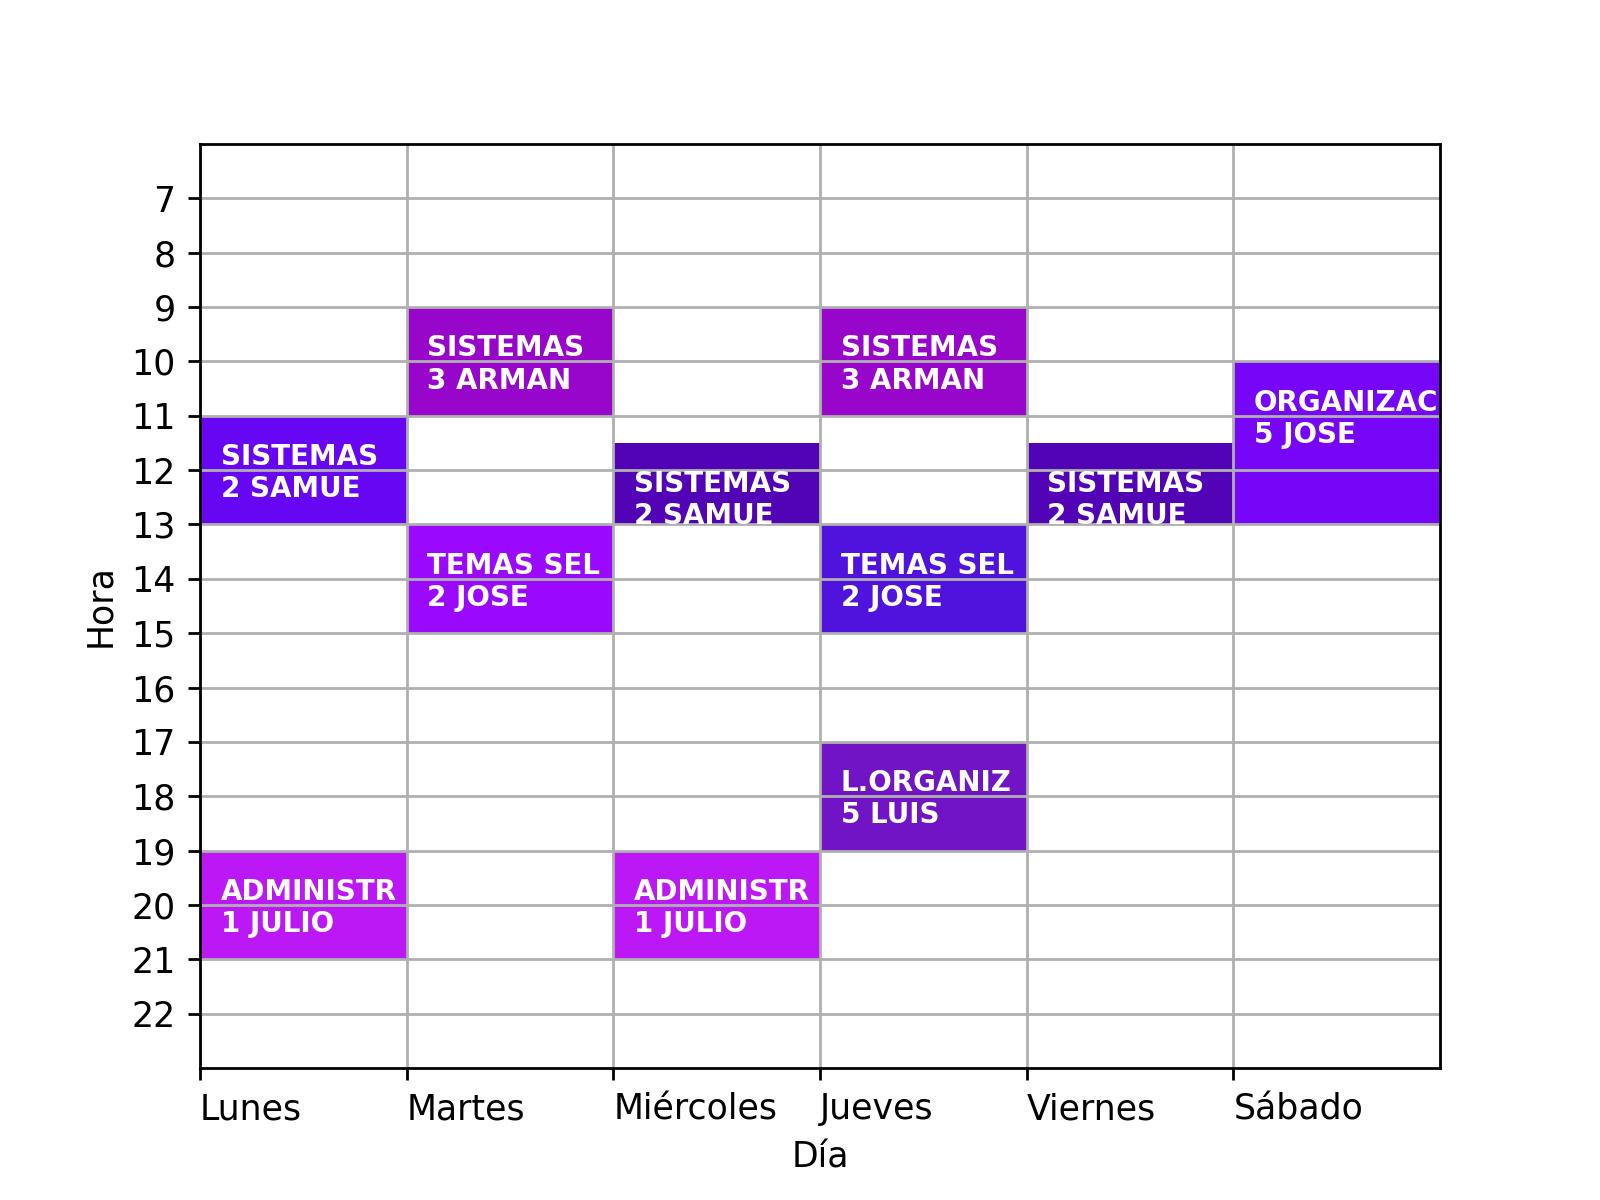 7
8
9
SISTEMAS
3 ARMAN
SISTEMAS
3 ARMAN
10
ORGANIZAC
5 JOSE
11
SISTEMAS
2 SAMUE
12
SISTEMAS
2 SAMUE
SISTEMAS
2 SAMUE
13
TEMAS SEL
2 JOSE
TEMAS SEL
2 JOSE
14
Hora
15
16
17
L.ORGANIZ
5 LUIS
18
19
ADMINISTR
1 JULIO
ADMINISTR
1 JULIO
20
21
22
Lunes Martes Miércoles Jueves Viernes Sábado
Día